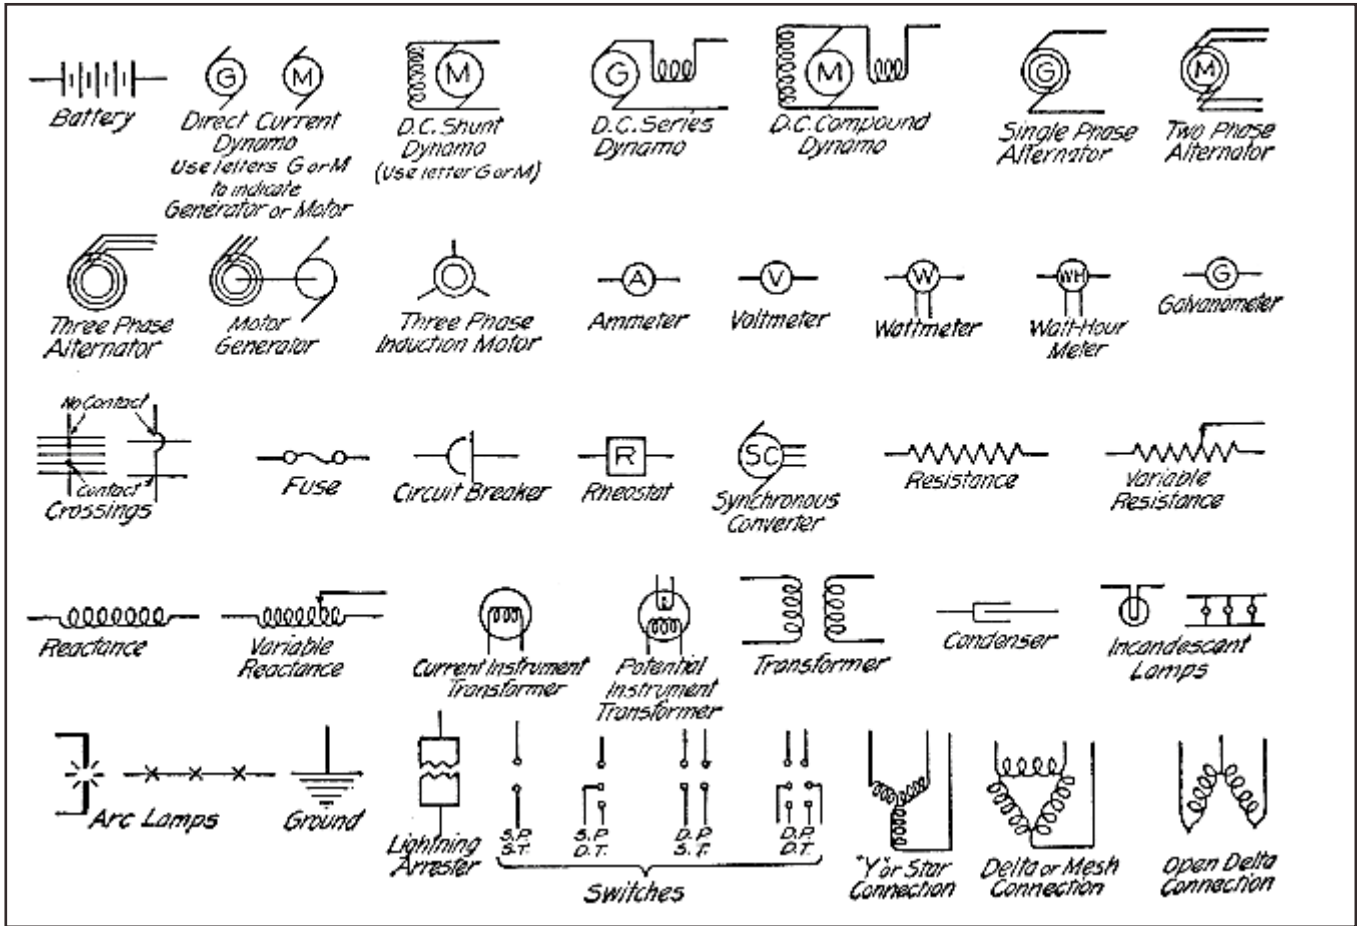 G
M
M
G
M
G
M
Battery
Direct Current
Dynamo
Use letters G or M
to indicate
Generator or Motor
D.C. Shunt
Dynamo
(Use letter G or M)
D.C. Series
Dynamo
D.C. Compound
Dynamo
Single Phase
Alternator
Two Phase
Alternator
A
V
W
WH
G
Three Phase
Alternator
Motor
Generator
Three Phase
Induction Motor
Ammeter
Voltmeter
Wattmeter
Watt-Hour
Meter
Galvanometer
No Contact
Contact
Crossings
Fuse
Circuit Breaker
R
Rheostat
SC
Synchronous
Converter
Resistance
Variable
Resistance
Reactance
Variable
Reactance
Current Instrument
Transformer
Potential
Instrument
Transformer
Transformer
Condenser
Incandescant
Lamps
Arc Lamps
Ground
Lightning
Arrester
S.P.
S.T.
S.P.
D.T.
D.P.
S.T.
D.P.
D.T.
Switches
"Y" or Star
Connection
Delta or Mesh
Connection
Open Delta
Connection